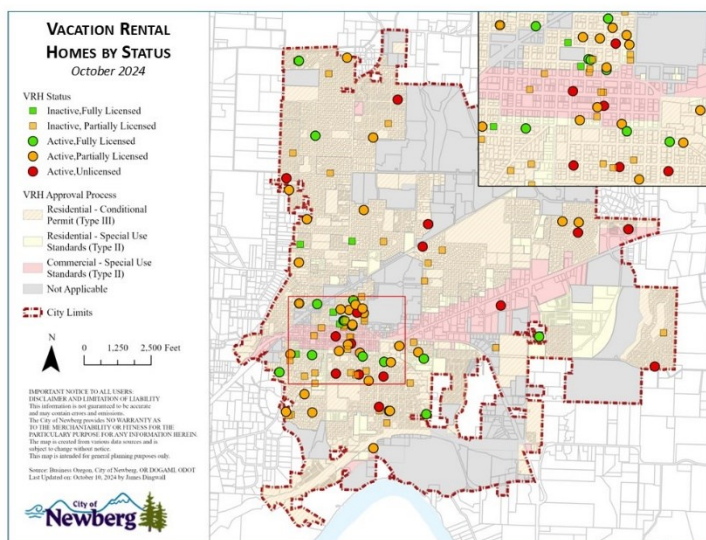 VACATION RENTAL
HOMES BY STATUS
October 2024
VRH Status
Inactive,Fully Licensed
Inactive, Partially Licensed
Active,Fully Licensed
Active,Partially Licensed
Active,Unlicensed
VRH Approval Process
Residential - Conditional
Permit (Type III)
Residential - Special Use
Standards (Type II)
Commercial - Special Use
Standards (Type II)
Not Applicable
City Limits
N
0 1,250 2,500 Feet
IMPORTANT NOTICE TO ALL USERS:
DISCLAIMER AND LIMITATION OF LIABILITY
This information is not guaranteed to be accurate
and may contain errors and omissions.
The City of Newberg provides NO WARRANTY AS
TO THE MERCHANTABILITY OR FITNESS FOR THE
PARTICULARY PURPOSE FOR ANY INFORMATION HEREIN.
The map is created from various data sources and is
subject to change without notice.
This map is intended for general planning purposes only.
Source: Business Oregon, City of Newberg, OR DOGAMI, ODOT
Last Updated on: October 10, 2024 by James Dingwall
City of
Newberg